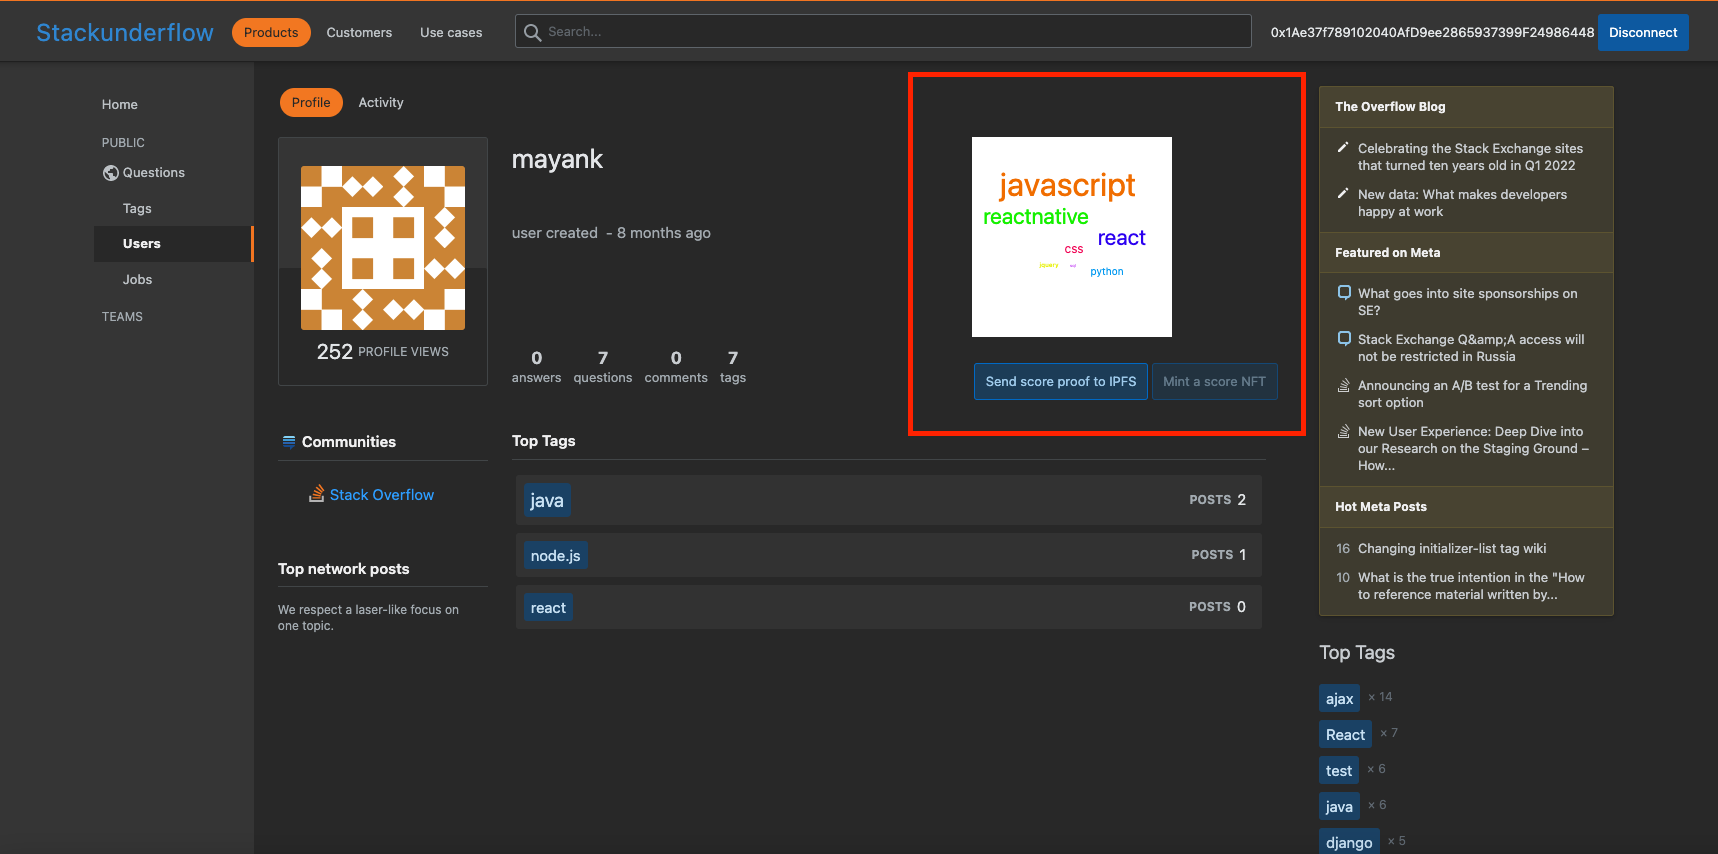 Stackunderflow
Products
Customers
Use cases
Search...
0x1Ae37f789102040AfD9ee2865937399F24986448
Disconnect
Home
PUBLIC
Questions
Tags
Users
Jobs
TEAMS
Profile
Activity
252 PROFILE VIEWS
mayank
user created - 8 months ago
0 7 0 7
answers questions comments tags
javascript
reactnative
react
css
python
Send score proof to IPFS
Mint a score NFT
Communities
Stack Overflow
Top network posts
We respect a laser-like focus on
one topic.
Top Tags
java POSTS 2
node.js POSTS 1
react POSTS 0
The Overflow Blog
Celebrating the Stack Exchange sites
that turned ten years old in Q1 2022
New data: What makes developers
happy at work
Featured on Meta
What goes into site sponsorships on
SE?
Stack Exchange Q&amp;A access will
not be restricted in Russia
Announcing an A/B test for a Trending
sort option
New User Experience: Deep Dive into
our Research on the Staging Ground –
How...
Hot Meta Posts
16 Changing initializer-list tag wiki
10 What is the true intention in the "How
to reference material written by...
Top Tags
ajax × 14
React × 7
test × 6
java × 6
django × 5